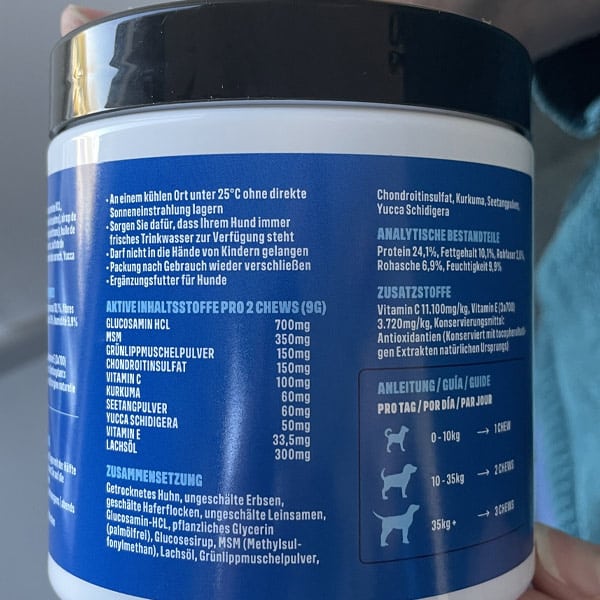 • An einem kühlen Ort unter 25°C ohne direkte
Sonneneinstrahlung lagern
• Sorgen Sie dafür, dass Ihrem Hund immer
frisches Trinkwasser zur Verfügung steht
• Darf nicht in die Hände von Kindern gelangen
• Packung nach Gebrauch wieder verschließen
• Ergänzungsfutter für Hunde
AKTIVE INHALTSSTOFFE PRO 2 CHEWS (9G)
GLUCOSAMIN HCL 700mg
MSM 350mg
GRÜNLIPPMUSCHELPULVER 150mg
CHONDROITINSULFAT 150mg
VITAMIN C 100mg
KURKUMA 60mg
SEETANGPULVER 60mg
YUCCA SCHIDIGERA 50mg
VITAMIN E 33,5mg
LACHSÖL 300mg
ZUSAMMENSETZUNG
Getrocknetes Huhn, ungeschälte Erbsen,
geschälte Haferflocken, ungeschälte Leinsamen,
Glucosamin-HCL, pflanzliches Glycerin
(palmölfrei), Glucosesirup, MSM (Methylsul-
fonylmethan), Lachsöl, Grünlippmuschelpulver,
Chondroitinsulfat, Kurkuma, Seetangpulver,
Yucca Schidigera
ANALYTISCHE BESTANDTEILE
Protein 24,1%, Fettgehalt 10,1%, Rohfaser
Rohasche 6,9%, Feuchtigkeit 9,9%
ZUSATZSTOFFE
Vitamin C 11.100mg/kg, Vitamin E (3a700)
3.720mg/kg, Konservierungsmittel:
Antioxidantien (Konserviert mit tocopherolhalti-
gen Extrakten natürlichen Ursprungs)
ANLEITUNG / GUÍA / GUIDE
PRO TAG / POR DÍA / PAR JOUR
0 - 10kg → 1 CHEW
10 - 35kg → 2 CHEWS
35kg + → 3 CHEWS